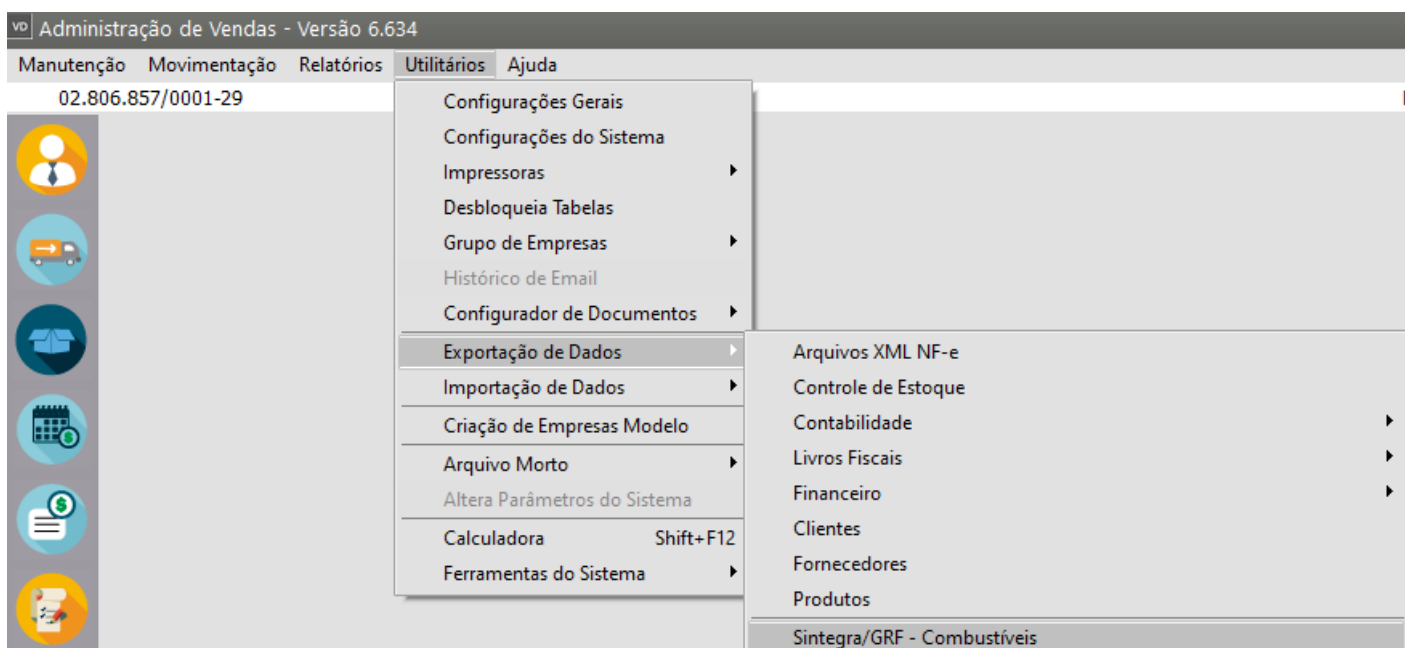 VD Administração de Vendas - Versão 6.634
Manutenção Movimentação Relatórios Utilitários Ajuda
02.806.857/0001-29
Configurações Gerais
Configurações do Sistema
Impressoras
Desbloqueia Tabelas
Grupo de Empresas
Histórico de Email
Configurador de Documentos
Exportação de Dados
Importação de Dados
Criação de Empresas Modelo
Arquivo Morto
Altera Parâmetros do Sistema
Calculadora Shift+F12
Ferramentas do Sistema
Arquivos XML NF-e
Controle de Estoque
Contabilidade
Livros Fiscais
Financeiro
Clientes
Fornecedores
Produtos
Sintegra/GRF - Combustíveis